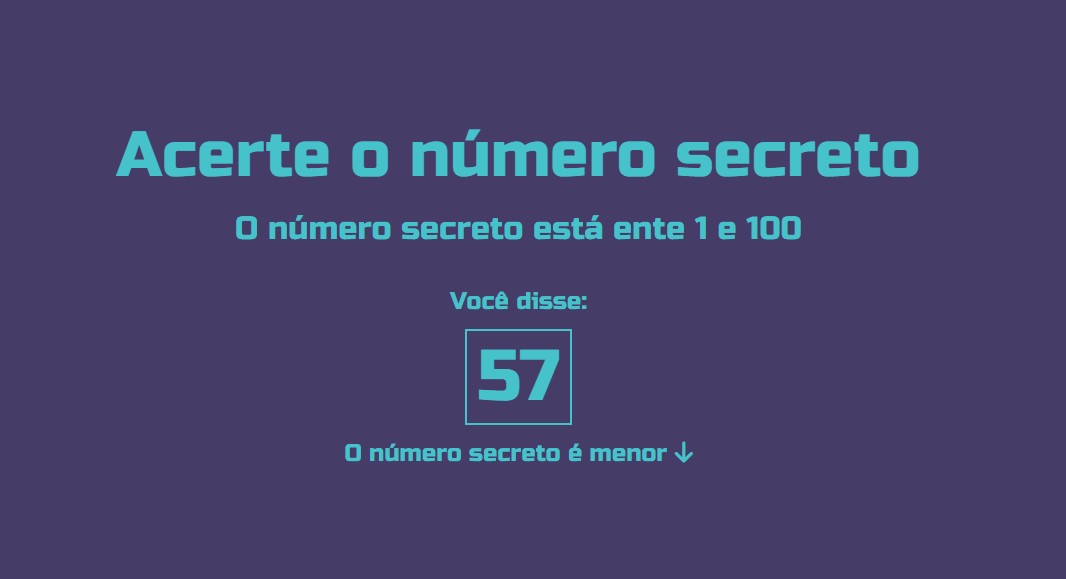 Acerte o número secreto
O número secreto está ente 1 e 100
Você disse:
57
O número secreto é menor ↓